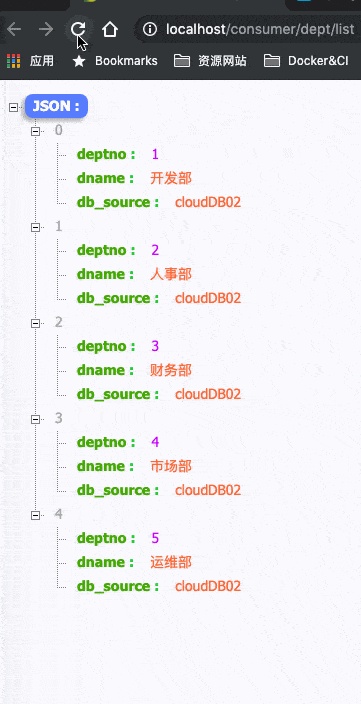 localhost/consumer/dept/list
应用
Bookmarks
资源网站
Docker&CI
JSON :
0
deptno : 1
dname : 开发部
db_source : cloudDB02
1
deptno : 2
dname : 人事部
db_source : cloudDB02
2
deptno : 3
dname : 财务部
db_source : cloudDB02
3
deptno : 4
dname : 市场部
db_source : cloudDB02
4
deptno : 5
dname : 运维部
db_source : cloudDB02